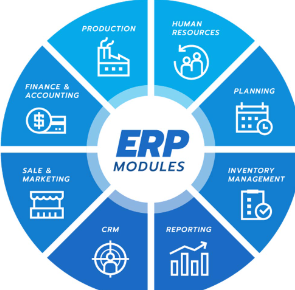 PRODUCTION
HUMAN
RESOURCES
FINANCE &
ACCOUNTING
PLANNING
ERP
MODULES
SALE &
MARKETING
INVENTORY
MANAGEMENT
CRM
REPORTING